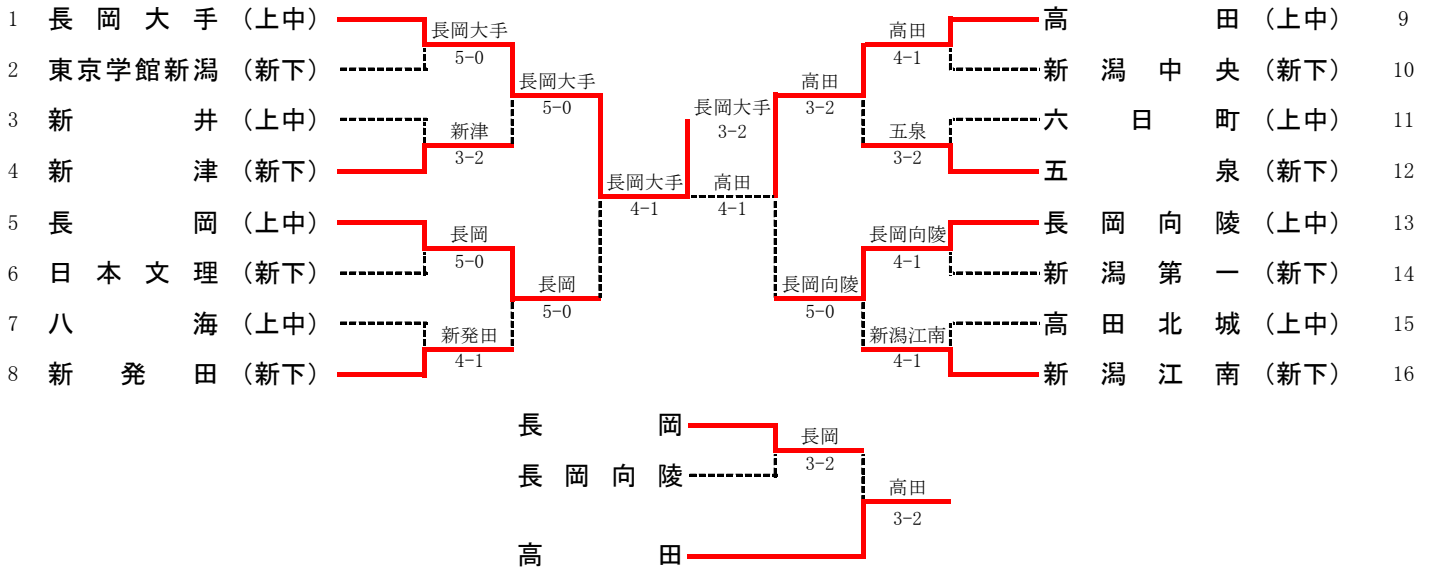 1 長岡大手 (上中) 長岡大手 高田 高田 (上中) 9
5-0 4-1
2 東京学館新潟 (新下) 長岡大手 高田 新潟中央 (新下) 10
5-0 長岡大手 3-2
3 新井 (上中) 新津 3-2 五泉 六日町 (上中) 11
3-2 3-2
4 新津 (新下) 長岡大手 高田 五泉 (新下) 12
4-1 4-1
5 長岡 (上中) 長岡 長岡向陵 長岡向陵 (上中) 13
5-0 4-1
6 日本文理 (新下) 長岡 長岡向陵 新潟第一 (新下) 14
5-0 5-0
7 八海 (上中) 新発田 新潟江南 高田北城 (上中) 15
4-1 4-1
8 新発田 (新下) 新潟江南 (新下) 16
長岡 長岡
3-2
長岡向陵 高田
3-2
高田